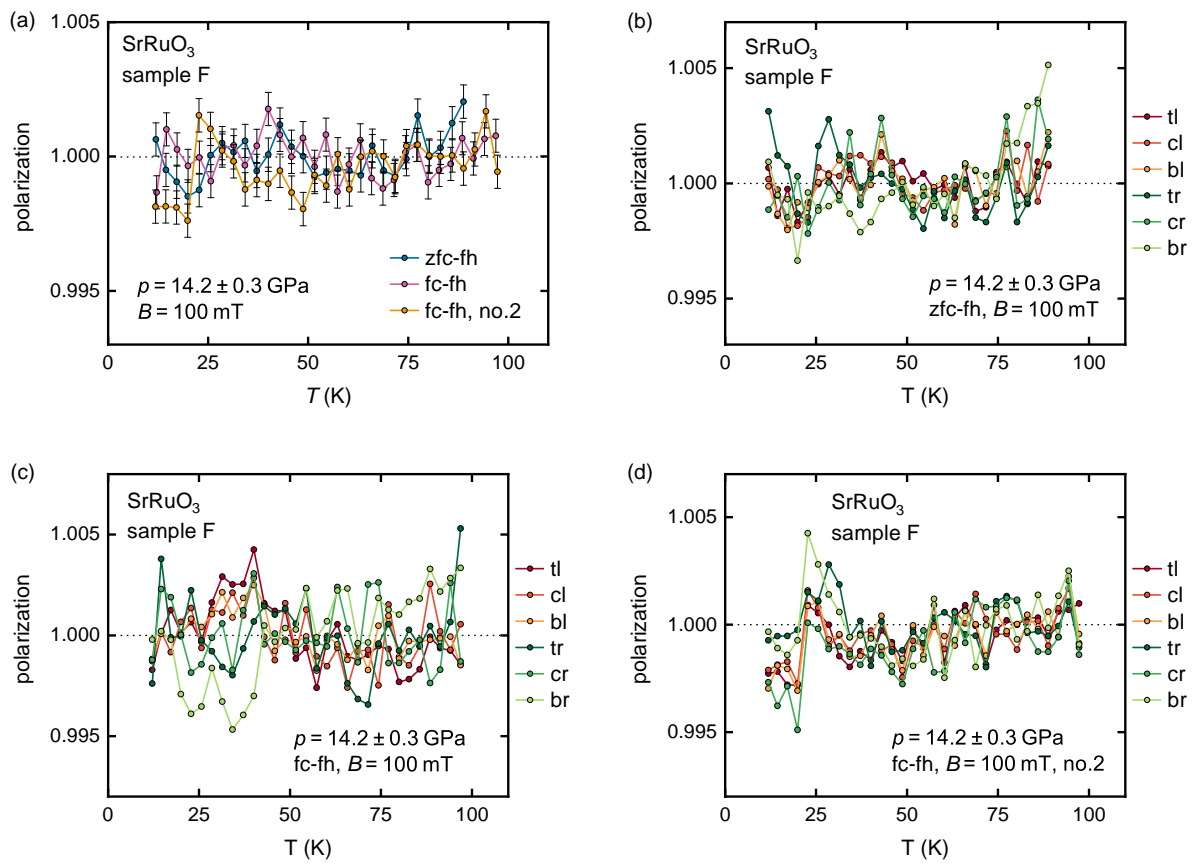 (a)
1.005
SrRuO3
sample F
1.000
0.995
polarization
zfc-fh
fc-fh
fc-fh, no.2
p = 14.2 ± 0.3 GPa
B = 100 mT
0 25 50 75 100
T (K)
(b)
SrRuO3
sample F
1.005
1.000
0.995
polarization
p = 14.2 ± 0.3 GPa
zfc-fh, B = 100 mT
0 25 50 75 100
T (K)
tl
cl
bl
tr
cr
br
(c)
SrRuO3
sample F
1.005
1.000
0.995
polarization
p = 14.2 ± 0.3 GPa
fc-fh, B = 100 mT
0 25 50 75 100
T (K)
tl
cl
bl
tr
cr
br
(d)
SrRuO3
sample F
1.005
1.000
0.995
polarization
p = 14.2 ± 0.3 GPa
fc-fh, B = 100 mT, no.2
0 25 50 75 100
T (K)
tl
cl
bl
tr
cr
br